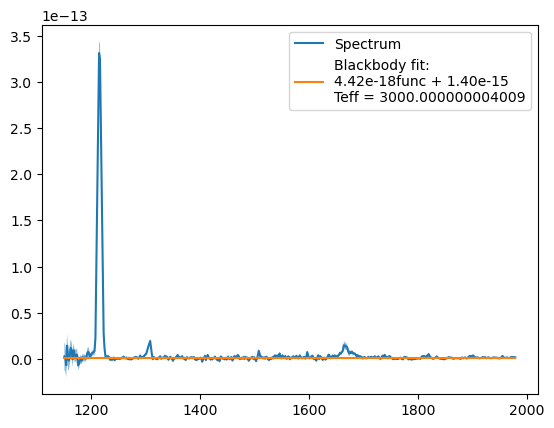 1e−13
3.5
3.0
2.5
2.0
1.5
1.0
0.5
0.0
1200
1400
1600
1800
2000
Spectrum
Blackbody fit:
4.42e-18func + 1.40e-15
Teff = 3000.000000004009